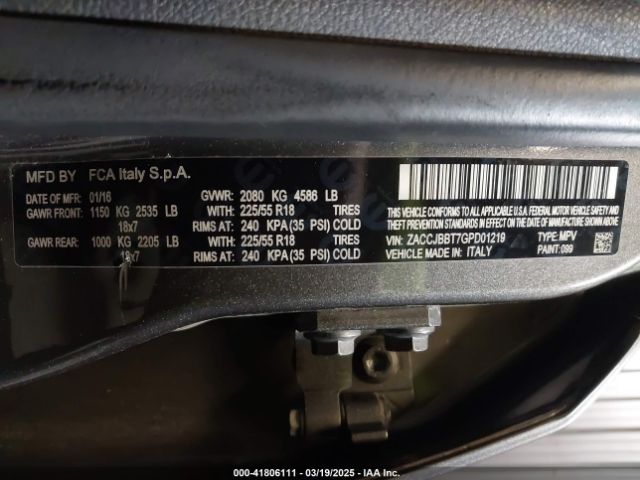 MFD BY FCA Italy S.p.A.
DATE OF MFR: 01/16 GVWR: 2080 KG 4586 LB
GAWR FRONT: 1150 KG 2535 LB WITH: 225/55 R18 TIRES
18x7 RIMS AT: 240 KPA(35 PSI) COLD
GAWR REAR: 1000 KG 2205 LB WITH: 225/55 R18 TIRES
18x7 RIMS AT: 240 KPA(35 PSI) COLD
THIS VEHICLE CONFORMS TO ALL APPLICABLE
FEDERAL MOTOR VEHICLE SAFETY, BUMPER, AND
THEFT PREVENTION STANDARDS IN EFFECT ON THE
DATE OF MANUFACTURE SHOWN ABOVE.
VIN: ZACCJBBT7GPD01219 TYPE: MPV
VEHICLE MADE IN: ITALY PAINT: 099
000-41806111 — 03/19/2025 — IAA Inc.